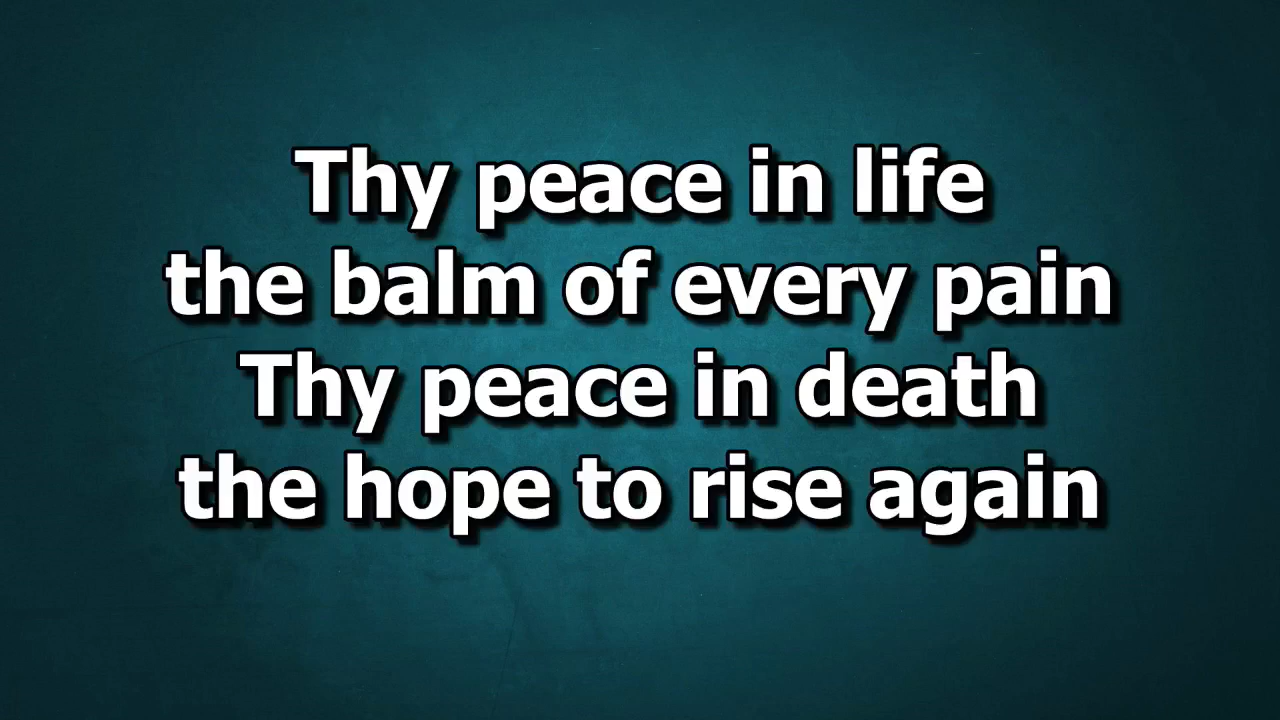 Thy peace in life
the balm of every pain
Thy peace in death
the hope to rise again